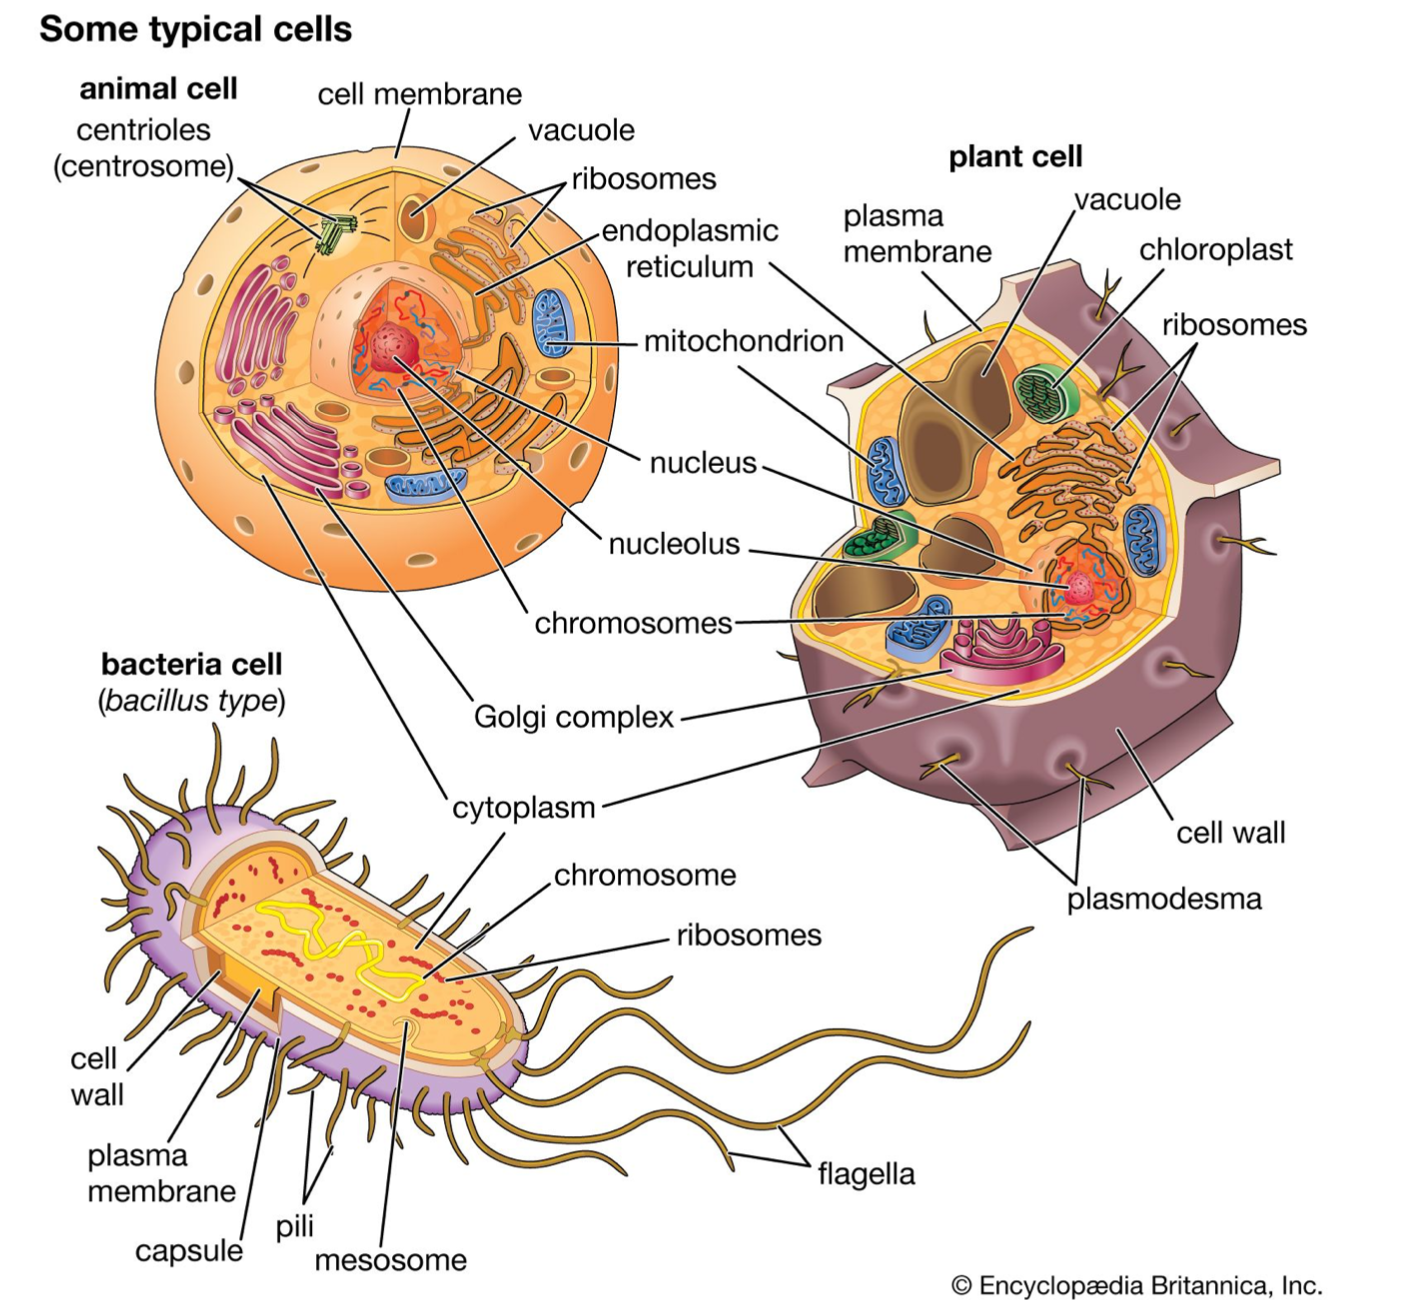 Some typical cells
animal cell
centrioles
(centrosome)
cell membrane
vacuole
ribosomes
endoplasmic
reticulum
mitochondrion
nucleus
nucleolus
chromosomes
Golgi complex
cytoplasm
plant cell
plasma
membrane
vacuole
chloroplast
ribosomes
cell wall
plasmodesma
bacteria cell
(bacillus type)
chromosome
ribosomes
flagella
cell
wall
plasma
membrane
capsule
pili
mesosome
© Encyclopædia Britannica, Inc.